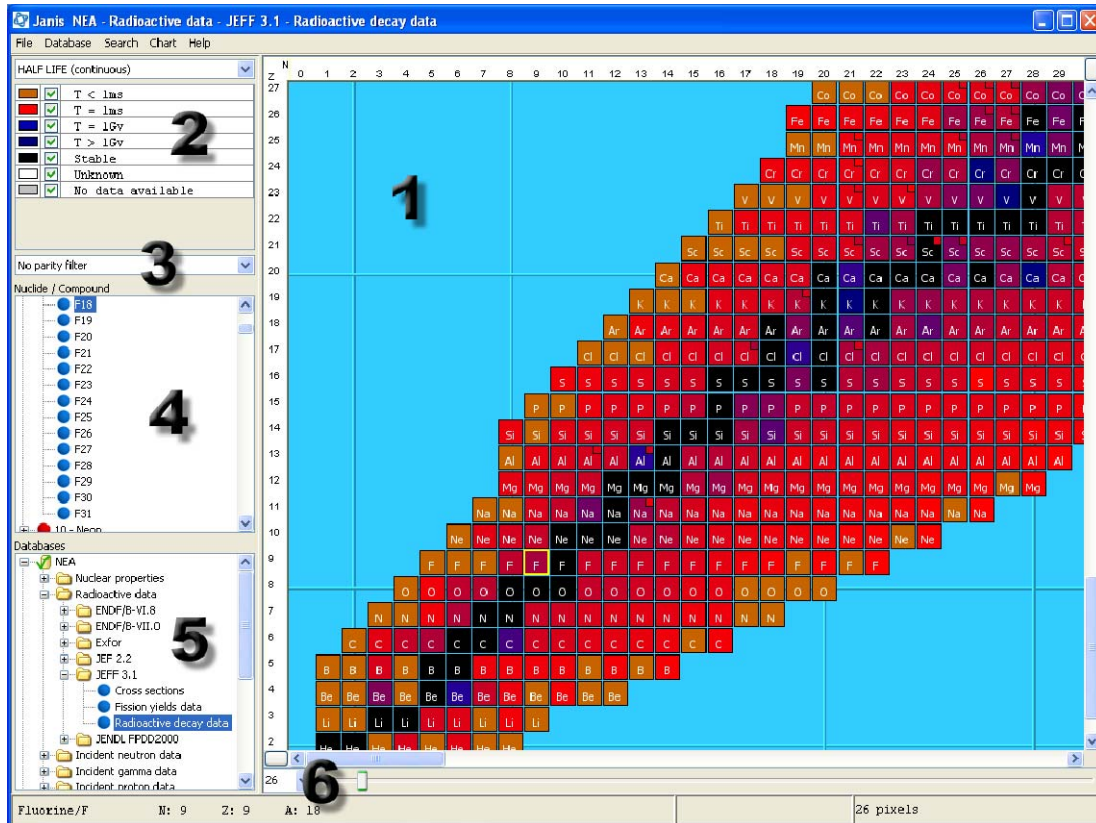 Janis NEA - Radioactive data - JEFF 3.1 - Radioactive decay data
File Database Search Chart Help
HALF LIFE (continuous)
T < 1ms
T = 1ms
T = 1Gy
T > 1Gy
Stable
Unknown
No data available
2
No parity filter
3
Nuclide / Compound
F18
F19
F20
F21
F22
F23
F24
F25
F26
F27
F28
F29
F30
F31
10 - Neon
4
Databases
NEA
Nuclear properties
Radioactive data
ENDF/B-VI.8
ENDF/B-VII.0
Exfor
JEF 2.2
JEFF 3.1
Cross sections
Fission yields data
Radioactive decay data
JENDL FPDD2000
Incident neutron data
Incident gamma data
Incident proton data
5
N 0 1 2 3 4 5 6 7 8 9 10 11 12 13 14 15 16 17 18 19 20 21 22 23 24 25 26 27 28 29
Z
1
27 Co Co Co Co Co Co Co Co Co Co
26 Fe Fe Fe Fe Fe Fe Fe Fe Fe Fe Fe
25 Mn Mn Mn Mn Mn Mn Mn Mn Mn Mn Mn
24 Cr Cr Cr Cr Cr Cr Cr Cr Cr Cr Cr Cr
23 V V V V V V V V V V V V V
22 Ti Ti Ti Ti Ti Ti Ti Ti Ti Ti Ti Ti Ti Ti
21 Sc Sc Sc Sc Sc Sc Sc Sc Sc Sc Sc Sc Sc Sc Sc
20 Ca Ca Ca Ca Ca Ca Ca Ca Ca Ca Ca Ca Ca Ca Ca Ca
19 K K K K K K K K K K K K K K K K K
18 Ar Ar Ar Ar Ar Ar Ar Ar Ar Ar Ar Ar Ar Ar Ar Ar Ar Ar
17 Cl Cl Cl Cl Cl Cl Cl Cl Cl Cl Cl Cl Cl Cl Cl Cl Cl Cl Cl
16 S S S S S S S S S S S S S S S S S S S S
15 P P P P P P P P P P P P P P P P P P P P P
14 Si Si Si Si Si Si Si Si Si Si Si Si Si Si Si Si Si Si Si Si Si Si
13 Al Al Al Al Al Al Al Al Al Al Al Al Al Al Al Al Al Al Al Al Al Al
12 Mg Mg Mg Mg Mg Mg Mg Mg Mg Mg Mg Mg Mg Mg Mg Mg Mg Mg Mg Mg Mg
11 Na Na Na Na Na Na Na Na Na Na Na Na Na Na Na Na Na Na Na Na
10 Ne Ne Ne Ne Ne Ne Ne Ne Ne Ne Ne Ne Ne Ne Ne Ne Ne Ne Ne
9 F F F F F F F F F F F F F F F F F F
8 O O O O O O O O O O O O O O O O O
7 N N N N N N N N N N N N N N N N
6 C C C C C C C C C C C C C C C
5 B B B B B B B B B B B B B B
4 Be Be Be Be Be Be Be Be Be Be Be Be
3 Li Li Li Li Li Li Li Li Li
2 He He He He He He He He
26
6
Fluorine/F N: 9 Z: 9 A: 18
26 pixels